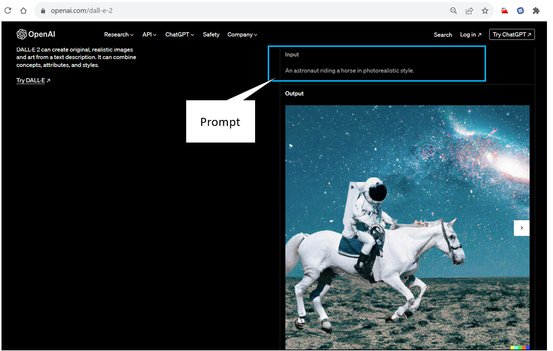 openai.com/dall-e-2
OpenAI
Research API ChatGPT Safety Company
Search Log in ↗ Try ChatGPT ↗
DALL·E 2 can create original, realistic images
and art from a text description. It can combine
concepts, attributes, and styles.
Try DALL·E ↗
Input
An astronaut riding a horse in photorealistic style.
Prompt
Output